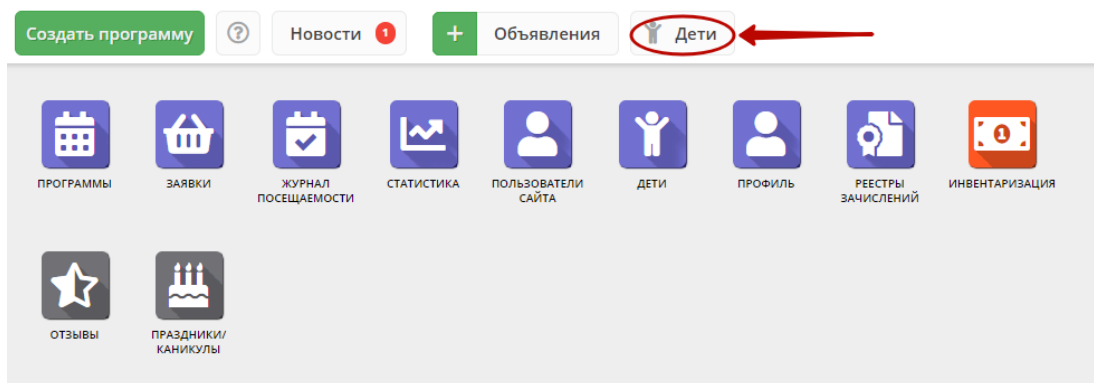 Создать программу
?
Новости 1
+ Объявления
Дети
ПРОГРАММЫ
ЗАЯВКИ
ЖУРНАЛ
ПОСЕЩАЕМОСТИ
СТАТИСТИКА
ПОЛЬЗОВАТЕЛИ
САЙТА
ДЕТИ
ПРОФИЛЬ
РЕЕСТРЫ
ЗАЧИСЛЕНИЙ
1
ИНВЕНТАРИЗАЦИЯ
ОТЗЫВЫ
ПРАЗДНИКИ/
КАНИКУЛЫ